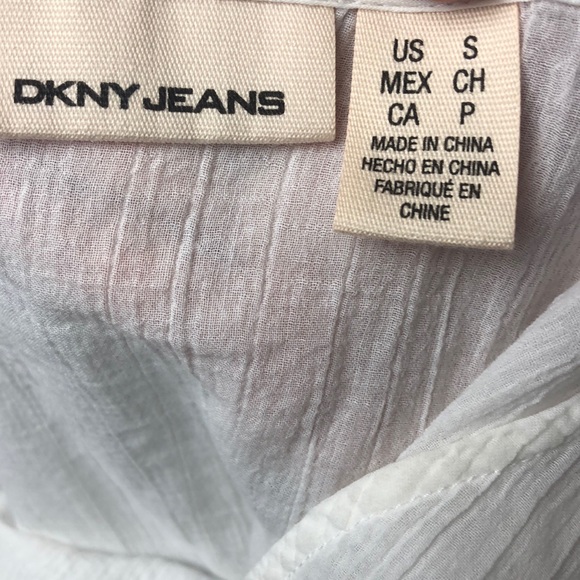 DKNY JEANS
US S
MEX CH
CA P
MADE IN CHINA
HECHO EN CHINA
FABRIQUÉ EN
CHINE